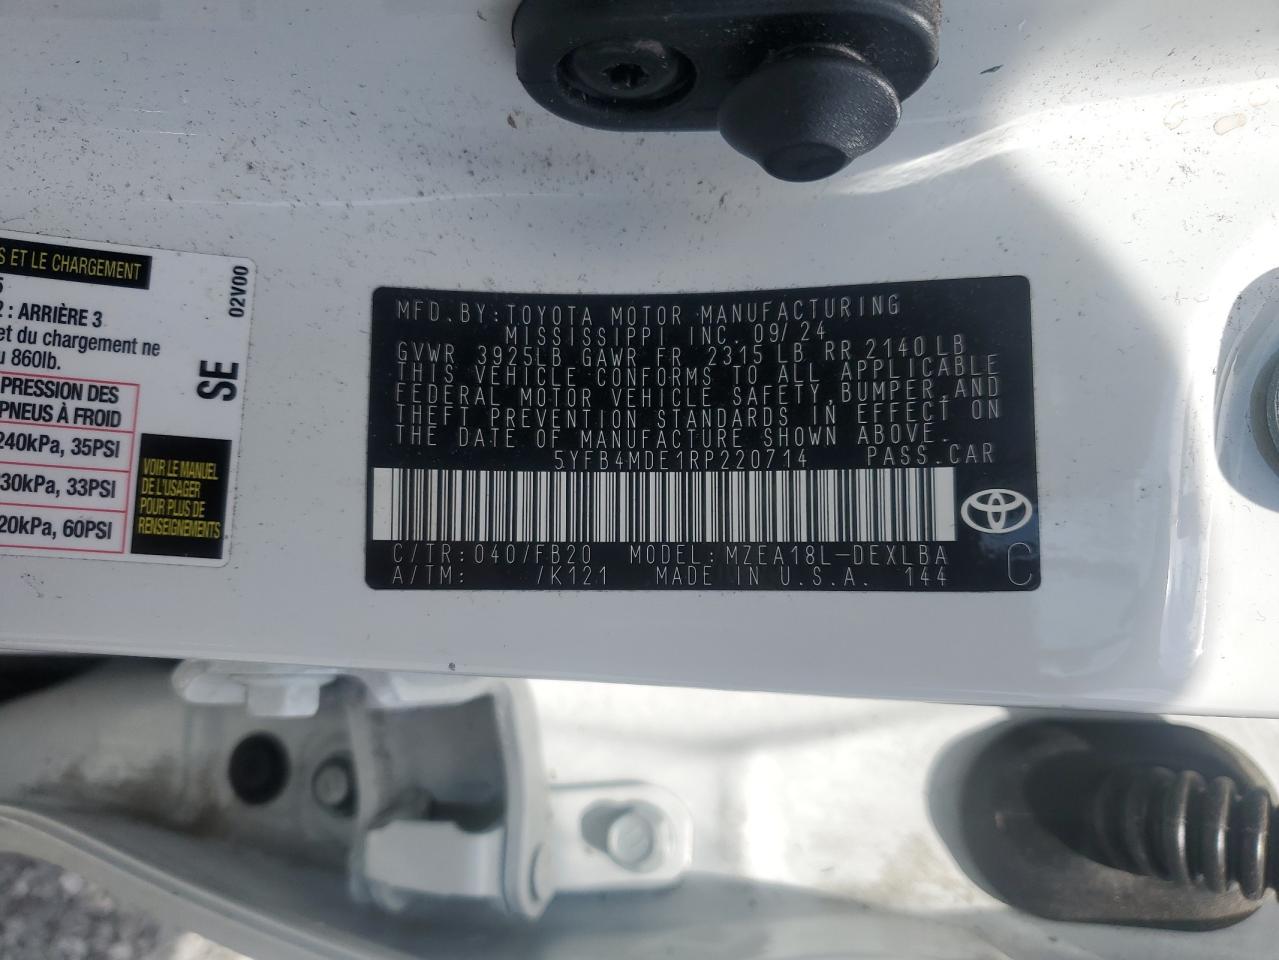 S ET LE CHARGEMENT
: ARRIÈRE 3
et du chargement ne
860lb.
PRESSION DES
PNEUS À FROID
240kPa, 35PSI
30kPa, 33PSI
20kPa, 60PSI
VOIR LE MANUEL
DE L'USAGER
POUR PLUS DE
RENSEIGNEMENTS
02V00
SE
MFD. BY: TOYOTA MOTOR MANUFACTURING
MISSISSIPPI INC. 09/24
GVWR 3925LB GAWR FR 2315 LB RR 2140 LB
THIS VEHICLE CONFORMS TO ALL APPLICABLE
FEDERAL MOTOR VEHICLE SAFETY, BUMPER, AND
THEFT PREVENTION STANDARDS IN EFFECT ON
THE DATE OF MANUFACTURE SHOWN ABOVE.
5YFB4MDE1RP220714 PASS. CAR
C/TR: 040/FB20 MODEL: MZEA18L-DEXLBA
A/TM: /K121 MADE IN U.S.A. 144
C